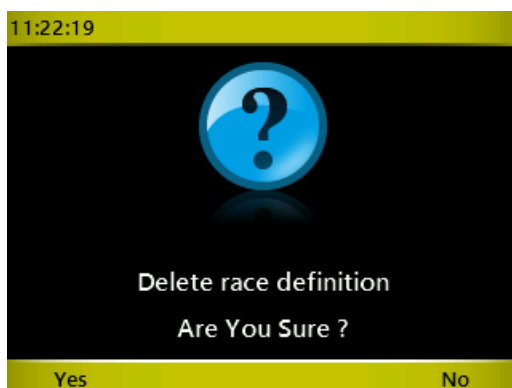 11:22:19
?
Delete race definition
Are You Sure ?
Yes No